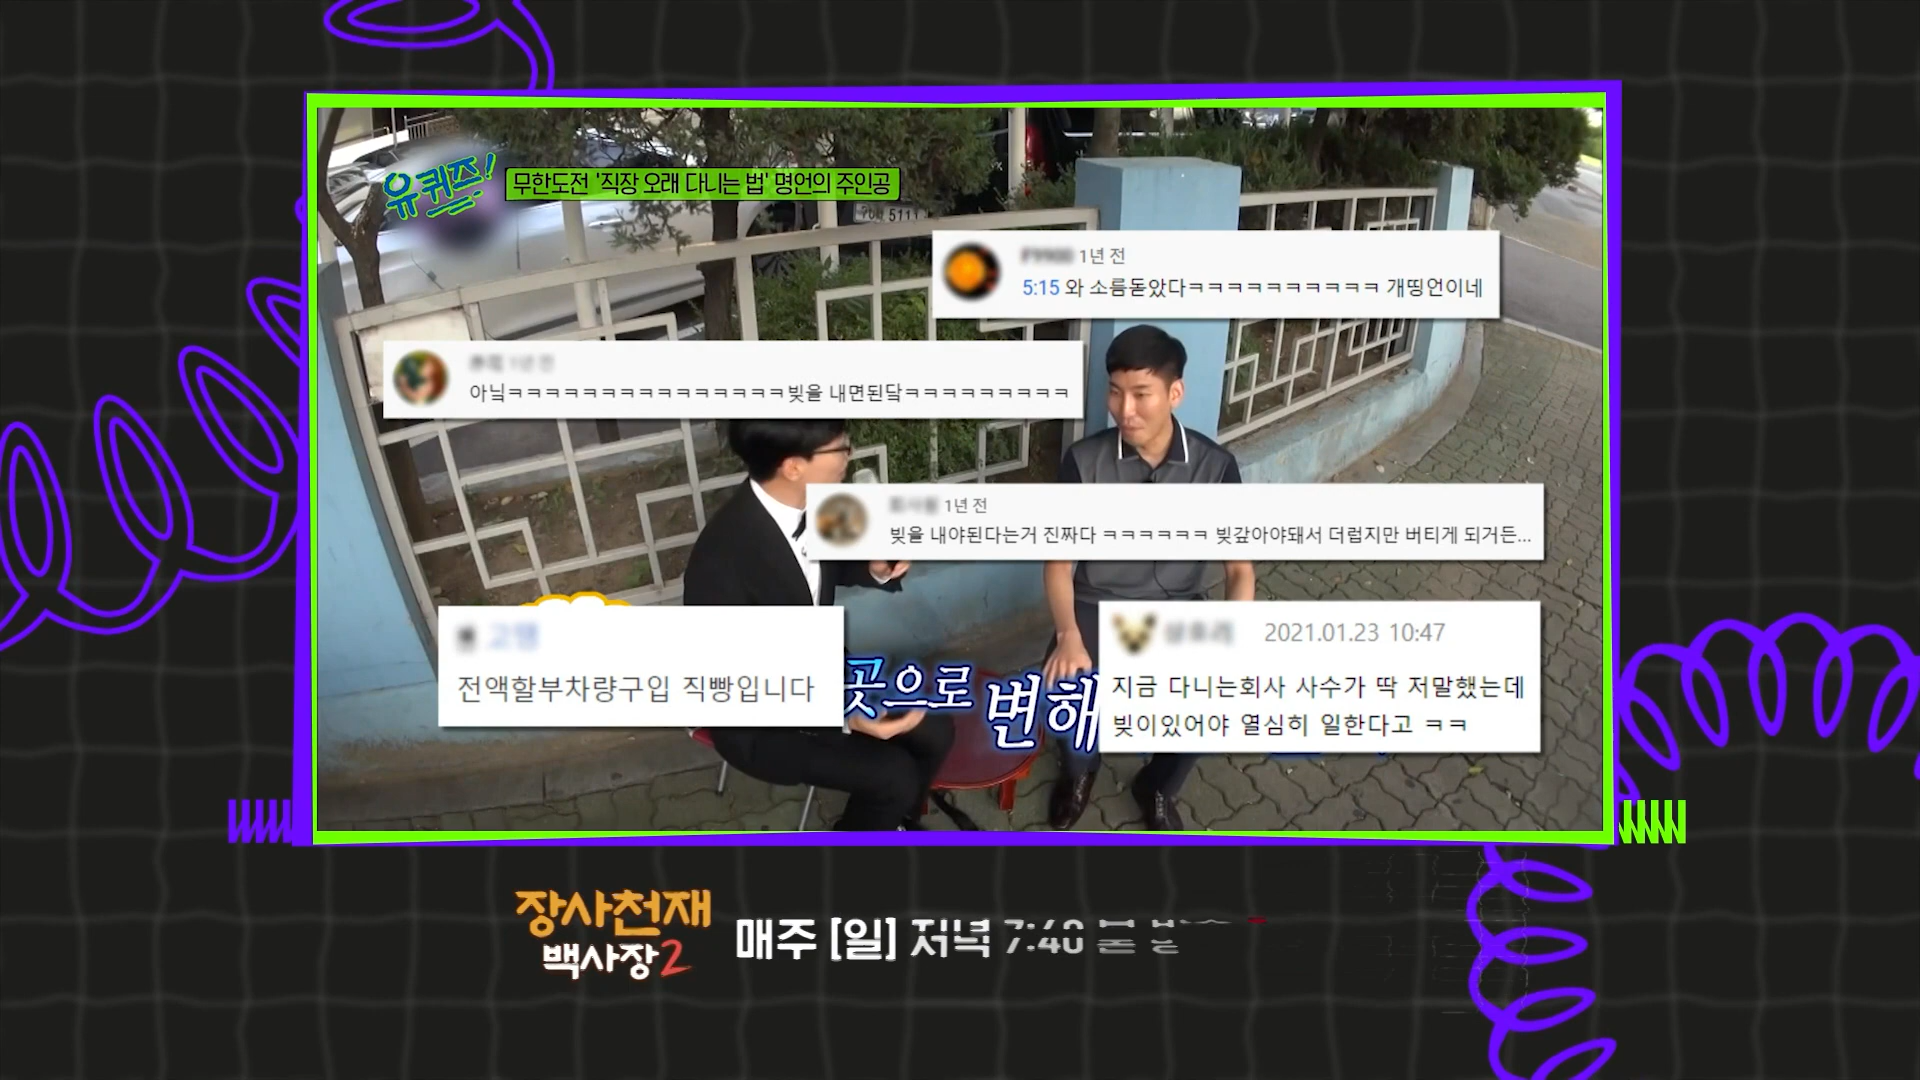 유퀴즈!
무한도전 '직장 오래 다니는 법' 명언의 주인공
5111
1년 전
5:15 와 소름돋았다ㅋㅋㅋㅋㅋㅋㅋㅋㅋㅋ 개띵언이네
1년 전
아닠ㅋㅋㅋㅋㅋㅋㅋㅋㅋㅋㅋㅋㅋㅋㅋ빚을 내면된닼ㅋㅋㅋㅋㅋㅋㅋㅋㅋ
1년 전
빚을 내야된다는거 진짜다 ㅋㅋㅋㅋㅋㅋ 빚갚아야돼서 더럽지만 버티게 되거든...
전액할부차량구입 직빵입니다
곳으로 변해
2021.01.23 10:47
지금 다니는회사 사수가 딱 저말했는데
빚이있어야 열심히 일한다고 ㅋㅋ
장사천재
백사장2
매주 [일] 저녁 7:40